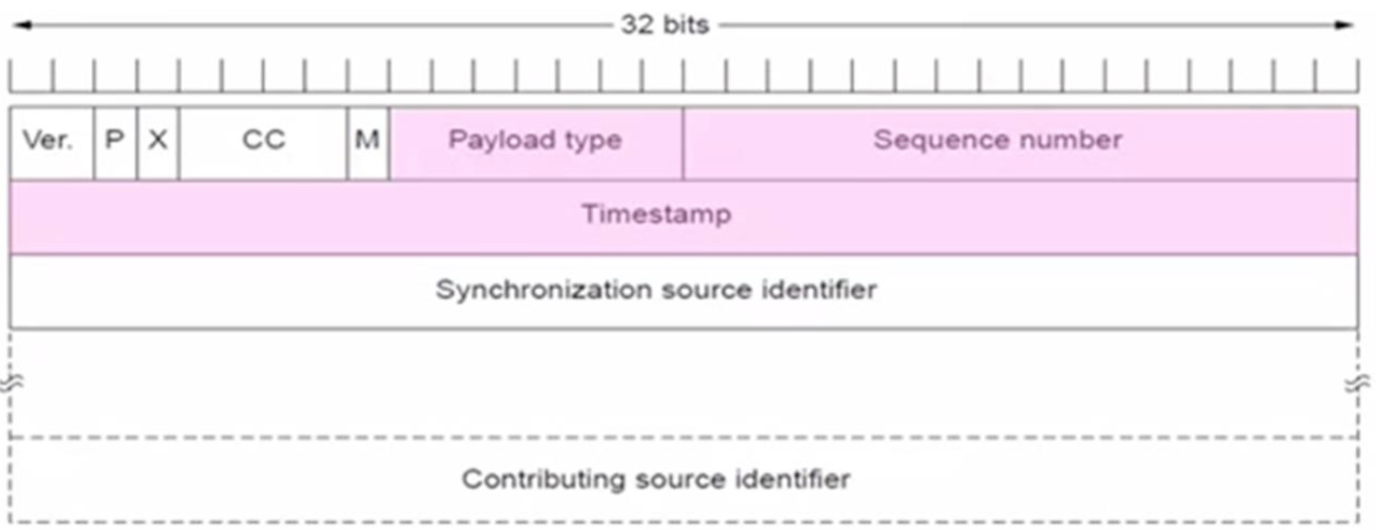 32 bits
Ver. P X CC M Payload type Sequence number
Timestamp
Synchronization source identifier
Contributing source identifier